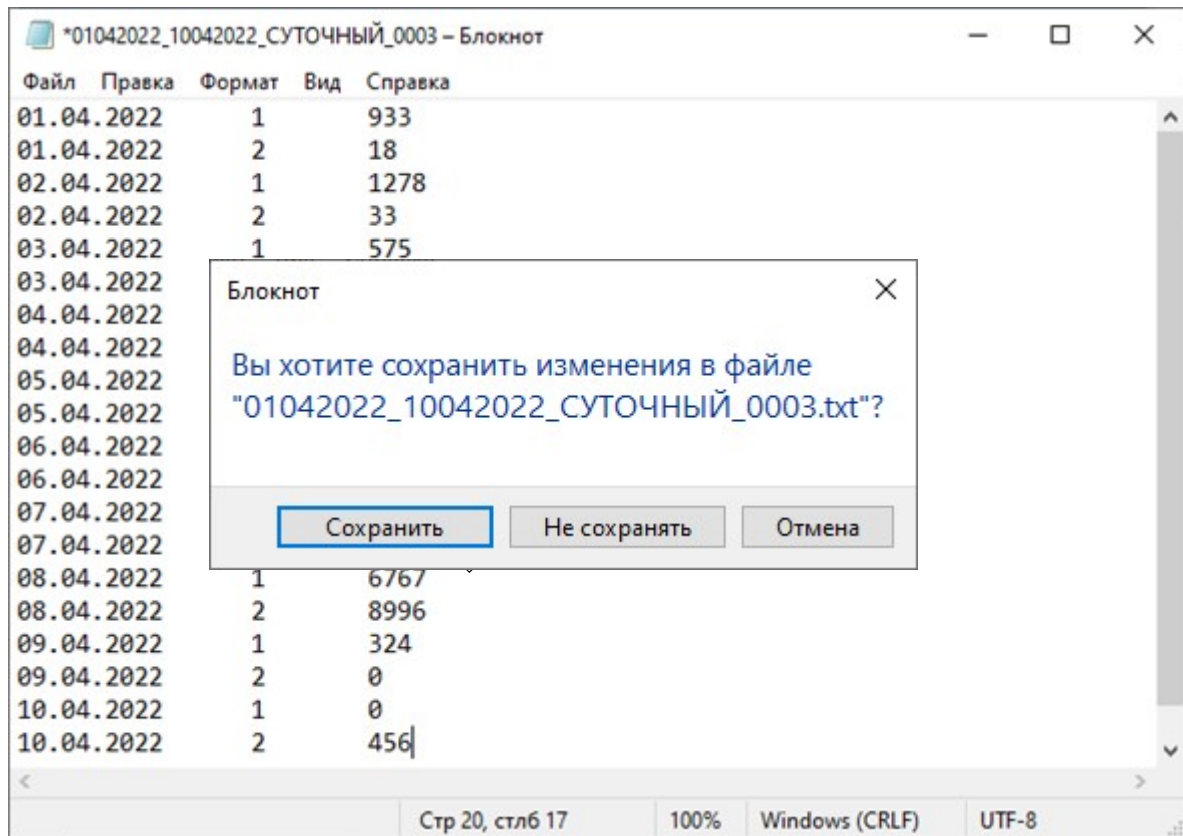 *01042022_10042022_СУТОЧНЫЙ_0003 – Блокнот
Файл Правка Формат Вид Справка
01.04.2022 1 933
01.04.2022 2 18
02.04.2022 1 1278
02.04.2022 2 33
03.04.2022 1 575
03.04.2022
04.04.2022
04.04.2022
05.04.2022
05.04.2022
06.04.2022
06.04.2022
07.04.2022
07.04.2022
Блокнот
Вы хотите сохранить изменения в файле
"01042022_10042022_СУТОЧНЫЙ_0003.txt"?
Сохранить Не сохранять Отмена
08.04.2022 1 6767
08.04.2022 2 8996
09.04.2022 1 324
09.04.2022 2 0
10.04.2022 1 0
10.04.2022 2 456
Стр 20, стлб 17 100% Windows (CRLF) UTF-8